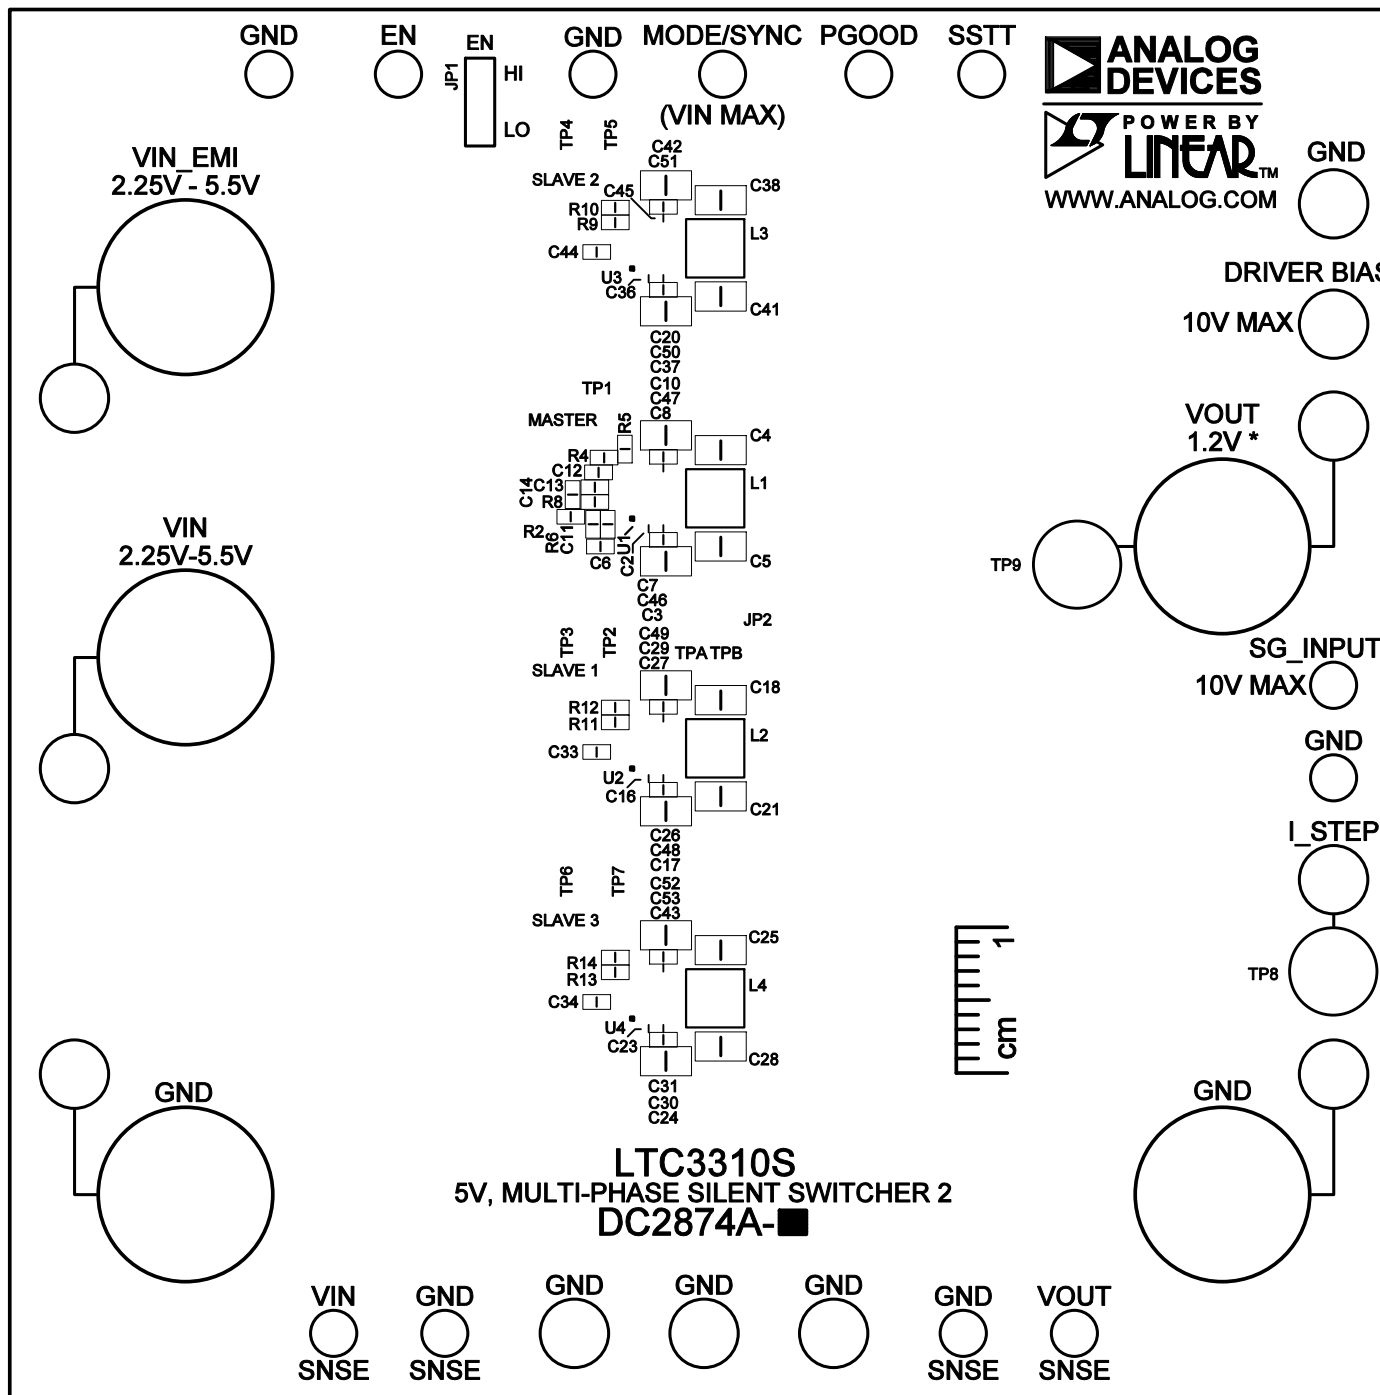 GND
EN
EN
JP1
HI
LO
GND
MODE/SYNC
(VIN MAX)
PGOOD
SSTT
ANALOG
DEVICES
POWER BY
LINEAR™
WWW.ANALOG.COM
GND
VIN_EMI
2.25V - 5.5V
TP4
TP5
C42
C51
SLAVE 2
C45
C38
R10
R9
L3
C44
U3
C36
C41
DRIVER BIAS
10V MAX
C20
C50
C37
TP1
C10
C47
C8
MASTER
R5
C4
VOUT
1.2V *
R4
C12
C14
C13
R8
L1
R2
R6
C11
C6
U1
C2
C5
VIN
2.25V-5.5V
TP9
C7
C46
C3
JP2
TP3
TP2
C49
C29
C27
TPA TPB
SLAVE 1
C18
SG_INPUT
10V MAX
R12
R11
L2
C33
U2
C16
C21
GND
C26
C48
C17
I_STEP
TP6
TP7
C52
C53
C43
SLAVE 3
C25
R14
R13
L4
C34
U4
C23
C28
1
cm
TP8
C31
C30
C24
GND
GND
LTC3310S
5V, MULTI-PHASE SILENT SWITCHER 2
DC2874A-
VIN
SNSE
GND
SNSE
GND
GND
GND
GND
SNSE
VOUT
SNSE